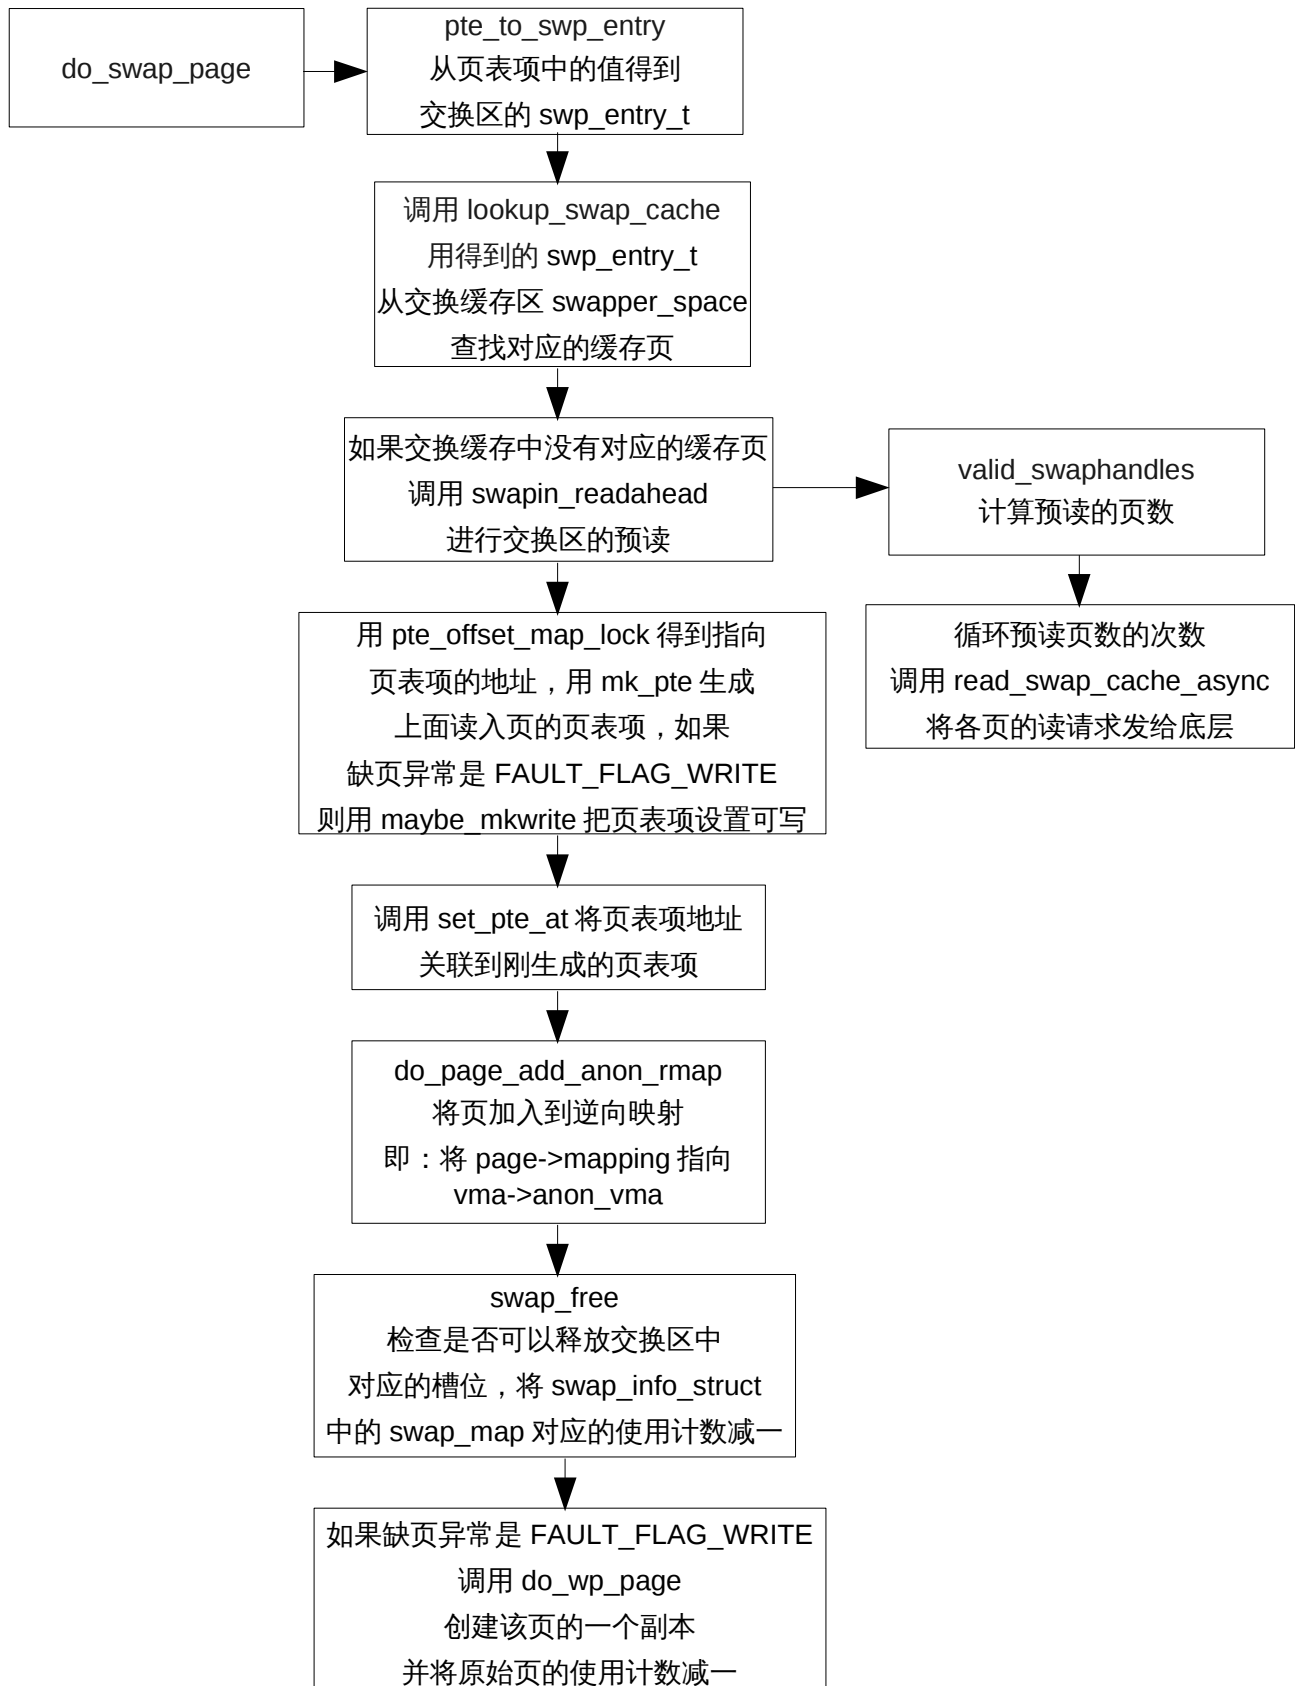 do_swap_page
pte_to_swp_entry
从页表项中的值得到
交换区的 swp_entry_t
调用 lookup_swap_cache
用得到的 swp_entry_t
从交换缓存区 swapper_space
查找对应的缓存页
如果交换缓存中没有对应的缓存页
调用 swapin_readahead
进行交换区的预读
valid_swaphandles
计算预读的页数
循环预读页数的次数
调用 read_swap_cache_async
将各页的读请求发给底层
用 pte_offset_map_lock 得到指向
页表项的地址，用 mk_pte 生成
上面读入页的页表项，如果
缺页异常是 FAULT_FLAG_WRITE
则用 maybe_mkwrite 把页表项设置可写
调用 set_pte_at 将页表项地址
关联到刚生成的页表项
do_page_add_anon_rmap
将页加入到逆向映射
即：将 page->mapping 指向
vma->anon_vma
swap_free
检查是否可以释放交换区中
对应的槽位，将 swap_info_struct
中的 swap_map 对应的使用计数减一
如果缺页异常是 FAULT_FLAG_WRITE
调用 do_wp_page
创建该页的一个副本
并将原始页的使用计数减一